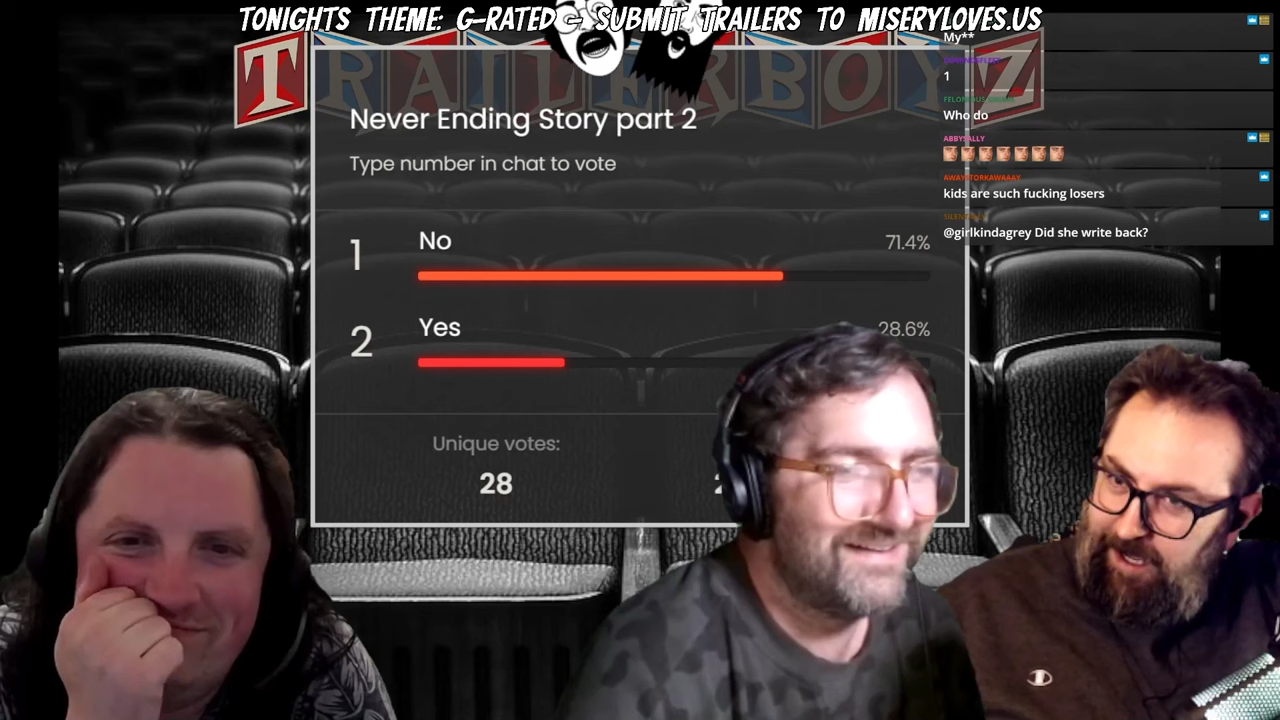 TONIGHTS THEME: G-RATED - SUBMIT TRAILERS TO MISERYLOVES.US
TRAILERBOYZ
Never Ending Story part 2
Type number in chat to vote
1 No 71.4%
2 Yes 28.6%
Unique votes:
28
My**
1
Who do
ABBYSALLY
kids are such fucking losers
@girlkindagrey Did she write back?